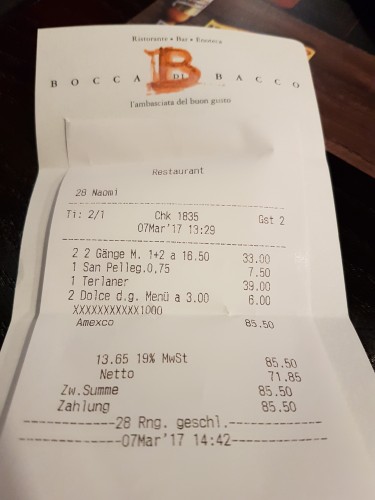 Ristorante • Bar • Enoteca
B
BOCCA DI BACCO
l'ambasciata del buon gusto
Restaurant
28 Naomi
Ti: 2/1 Chk 1835 Gst 2
07Mar'17 13:29
2 2 Gänge M. 1+2 a 16.50 33.00
1 San Pelleg.0,75 7.50
1 Terlaner 39.00
2 Dolce d.g. Menü a 3.00 6.00
XXXXXXXXXXX1000
Amexco 85.50
13.65 19% MwSt 85.50
Netto 71.85
Zw.Summe 85.50
Zahlung 85.50
------------28 Rng. geschl.------------
------------07Mar'17 14:42------------